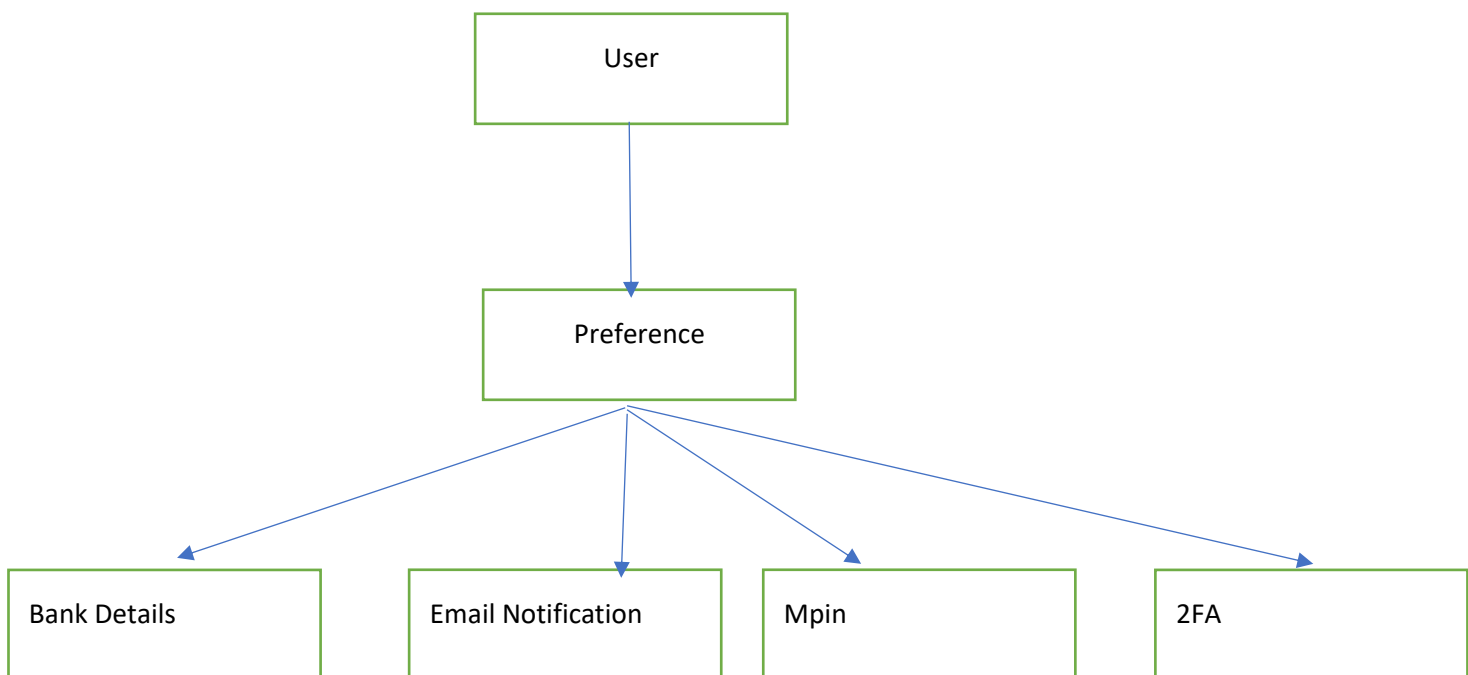 User
Preference
Bank Details
Email Notification
Mpin
2FA